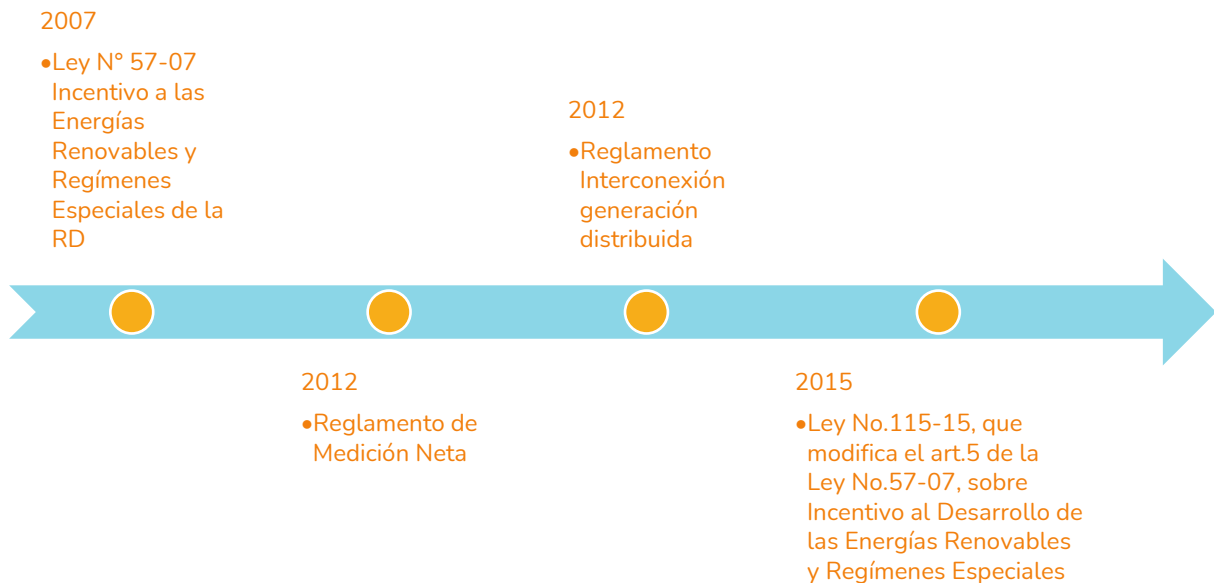 2007
•Ley N° 57-07
Incentivo a las
Energías
Renovables y
Regímenes
Especiales de la
RD
2012
•Reglamento de
Medición Neta
2012
•Reglamento
Interconexión
generación
distribuida
2015
•Ley No.115-15, que
modifica el art.5 de la
Ley No.57-07, sobre
Incentivo al Desarrollo de
las Energías Renovables
y Regímenes Especiales